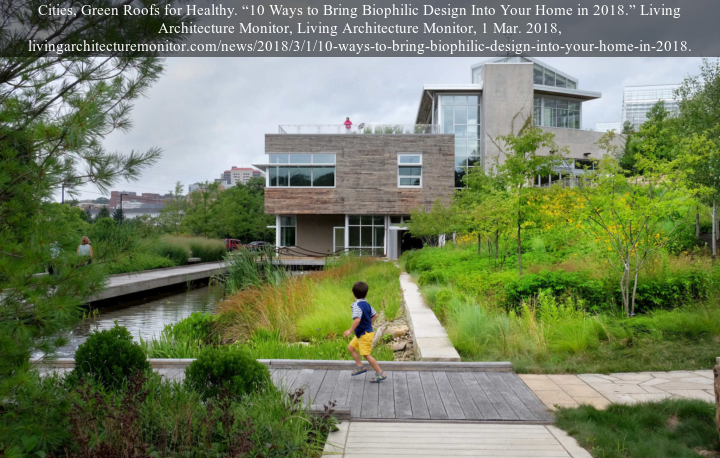 Cities, Green Roofs for Healthy. “10 Ways to Bring Biophilic Design Into Your Home in 2018.” Living
Architecture Monitor, Living Architecture Monitor, 1 Mar. 2018,
livingarchitecturemonitor.com/news/2018/3/1/10-ways-to-bring-biophilic-design-into-your-home-in-2018.